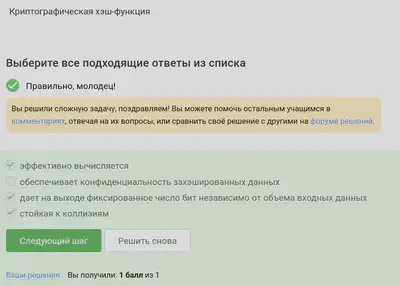 Криптографическая хэш-функция
Выберите все подходящие ответы из списка
Правильно, молодец!
Вы решили сложную задачу, поздравляем! Вы можете помочь остальным учащимся в
комментариях, отвечая на их вопросы, или сравнить своё решение с другими на форуме решений.
эффективно вычисляется
обеспечивает конфиденциальность захэшированных данных
дает на выходе фиксированное число бит независимо от объема входных данных
стойкая к коллизиям
Следующий шаг Решить снова
Ваши решения Вы получили: 1 балл из 1